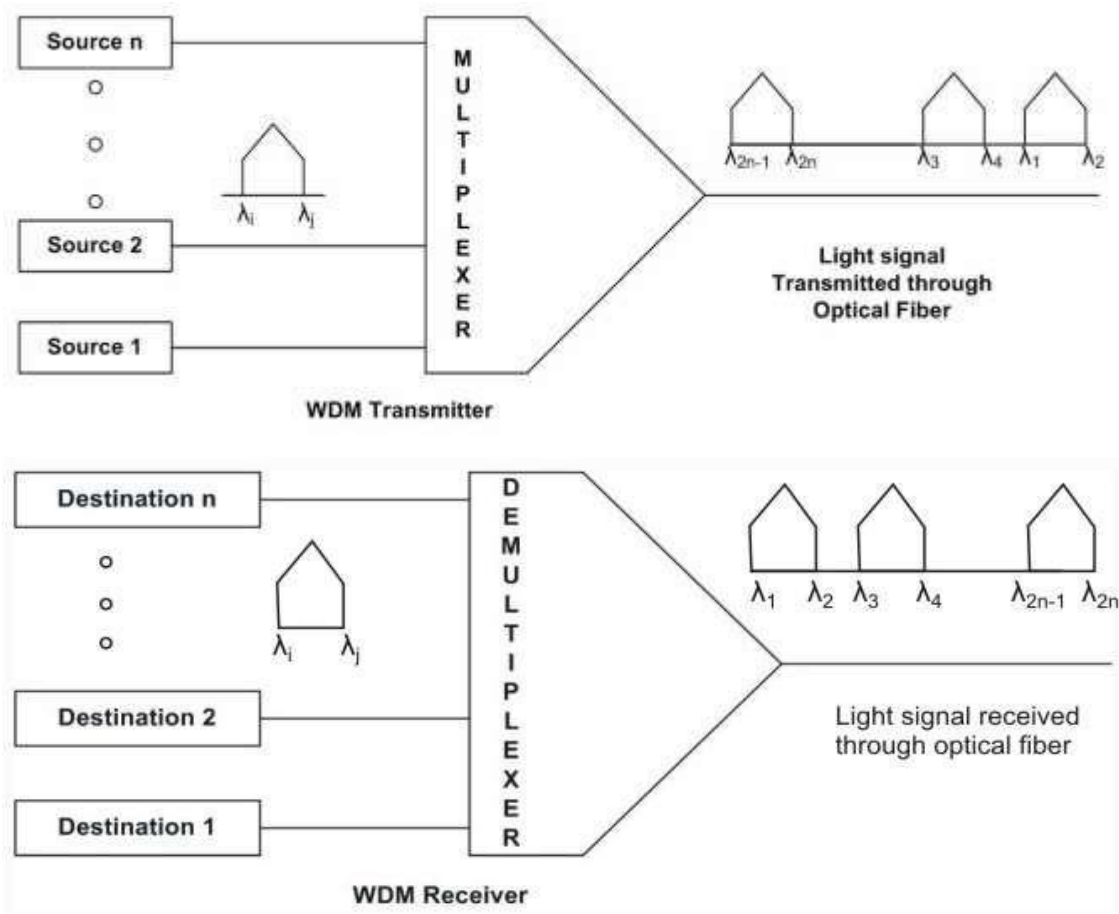 Source n
MULTIPLEXER
λi λj
Source 2
Source 1
λ2n-1 λ2n λ3 λ4 λ1 λ2
Light signal
Transmitted through
Optical Fiber
WDM Transmitter
Destination n
DEMULTIPLEXER
λi λj
Destination 2
Destination 1
λ1 λ2 λ3 λ4 λ2n-1 λ2n
Light signal received
through optical fiber
WDM Receiver